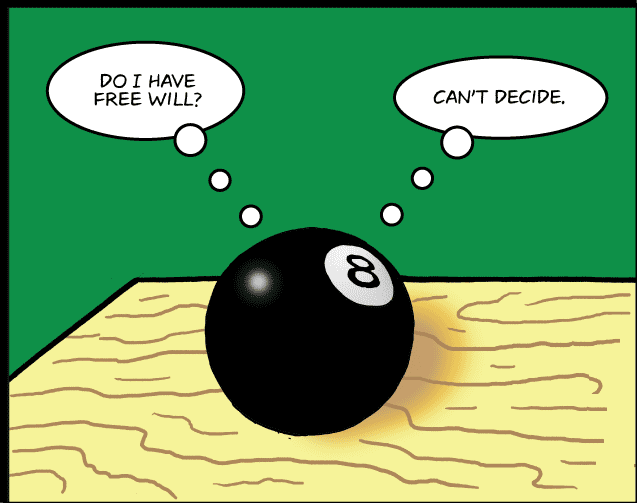 DO I HAVE
FREE WILL?
CAN'T DECIDE.
8